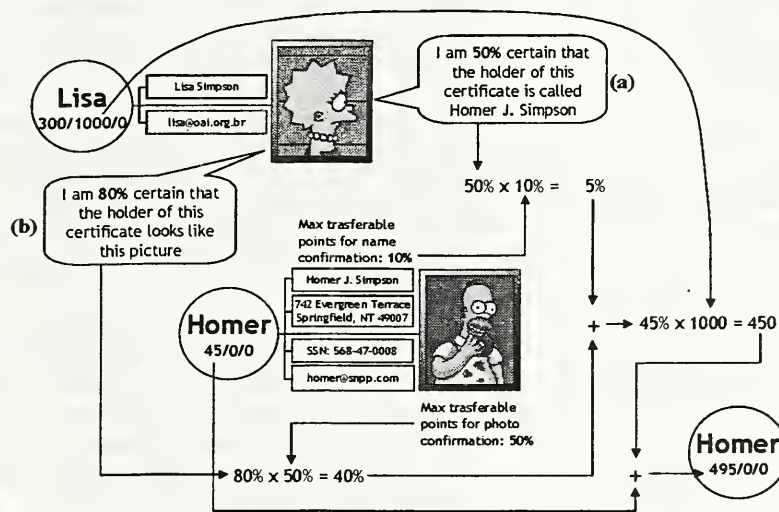 Lisa
300/1000/0
Lisa Simpson
lisa@oai.org.br
I am 50% certain that
the holder of this
certificate is called
Homer J. Simpson
(a)
50% x 10% = 5%
(b)
I am 80% certain that
the holder of this
certificate looks like
this picture
Max trasferable
points for name
confirmation: 10%
Homer
45/0/0
Homer J. Simpson
742 Evergreen Terrace
Springfield, NT 49007
SSN: 568-47-0008
homer@snpp.com
+
45% x 1000 = 450
Max trasferable
points for photo
confirmation: 50%
80% x 50% = 40%
+
Homer
495/0/0